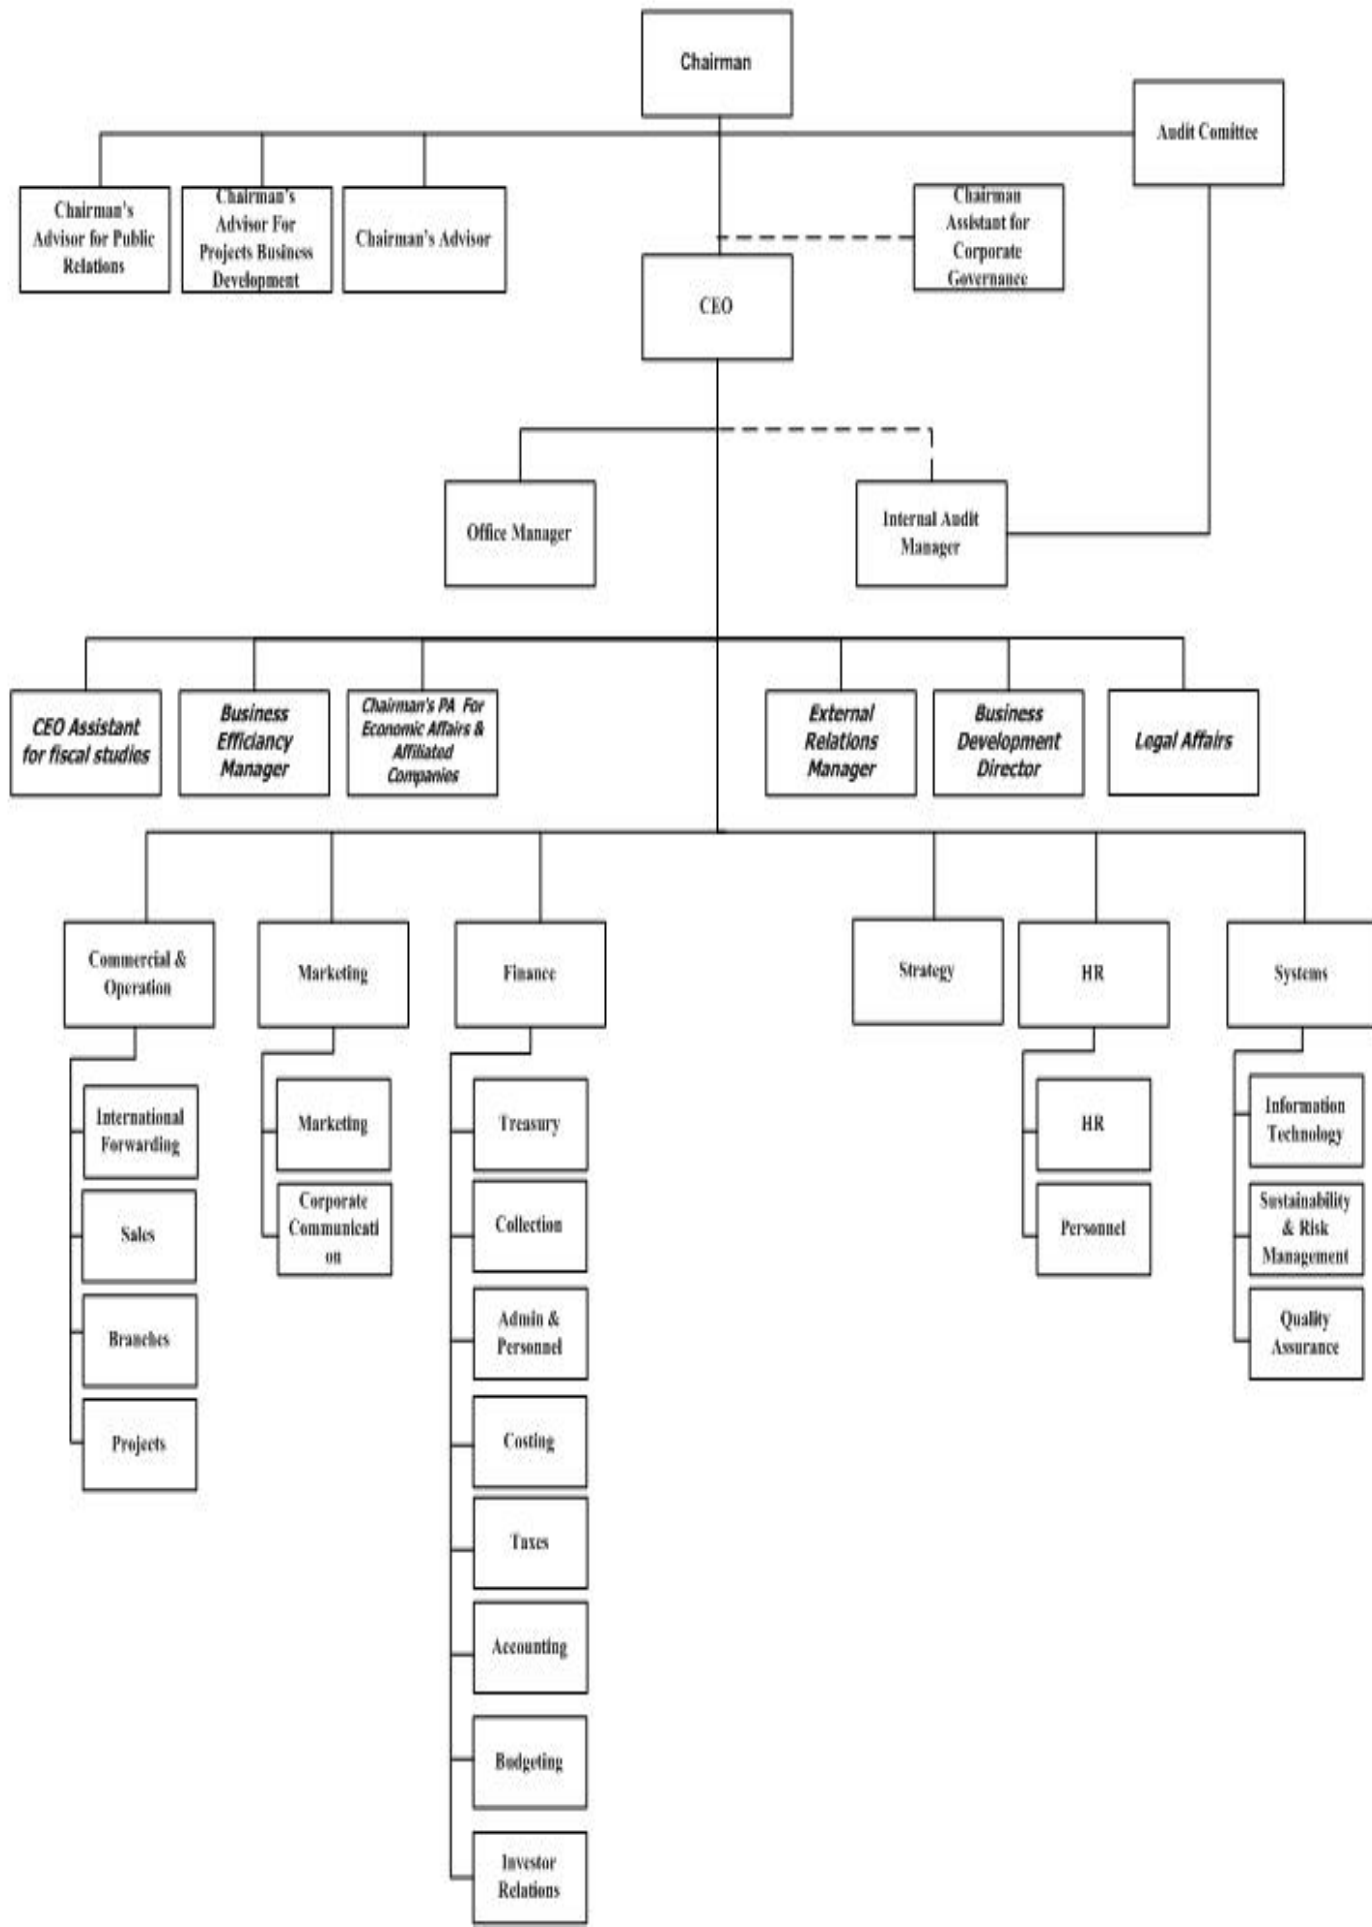 Chairman
Audit Comittee
Chairman's
Advisor for Public
Relations
Chairman's
Advisor For
Projects Business
Development
Chairman's Advisor
Chairman
Assistant for
Corporate
Governance
CEO
Office Manager
Internal Audit
Manager
CEO Assistant
for fiscal studies
Business
Efficiancy
Manager
Chairman's PA For
Economic Affairs &
Affiliated
Companies
External
Relations
Manager
Business
Development
Director
Legal Affairs
Commercial &
Operation
Marketing
Finance
Strategy
HR
Systems
International
Forwarding
Sales
Branches
Projects
Marketing
Corporate
Communicati
on
Treasury
Collection
Admin &
Personnel
Costing
Taxes
Accounting
Budgeting
Investor
Relations
HR
Personnel
Information
Technology
Sustainability
& Risk
Management
Quality
Assurance